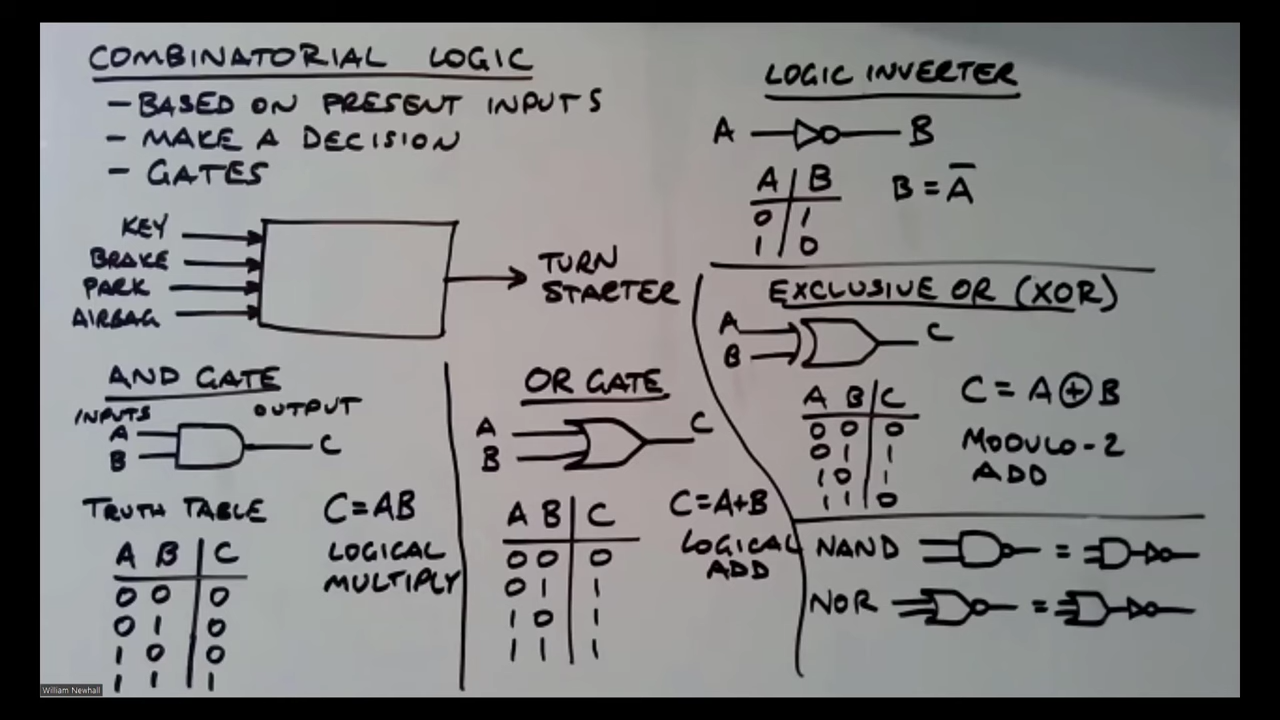 COMBINATORIAL LOGIC
- BASED ON PRESENT INPUTS
- MAKE A DECISION
- GATES
KEY
BRAKE
PARK
AIRBAG
TURN
STARTER
AND GATE
INPUTS OUTPUT
A
B
C
TRUTH TABLE
C=AB
LOGICAL
MULTIPLY
A B C
0 0 0
0 1 0
1 0 0
1 1 1
OR GATE
A
B
C
C=A+B
LOGICAL
ADD
A B C
0 0 0
0 1 1
1 0 1
1 1 1
LOGIC INVERTER
A B
A B
0 1
1 0
B = A̅
EXCLUSIVE OR (XOR)
A
B
C
A B C
0 0 0
0 1 1
1 0 1
1 1 0
C = A ⊕ B
MODULO-2
ADD
NAND =
NOR =
William Newhall